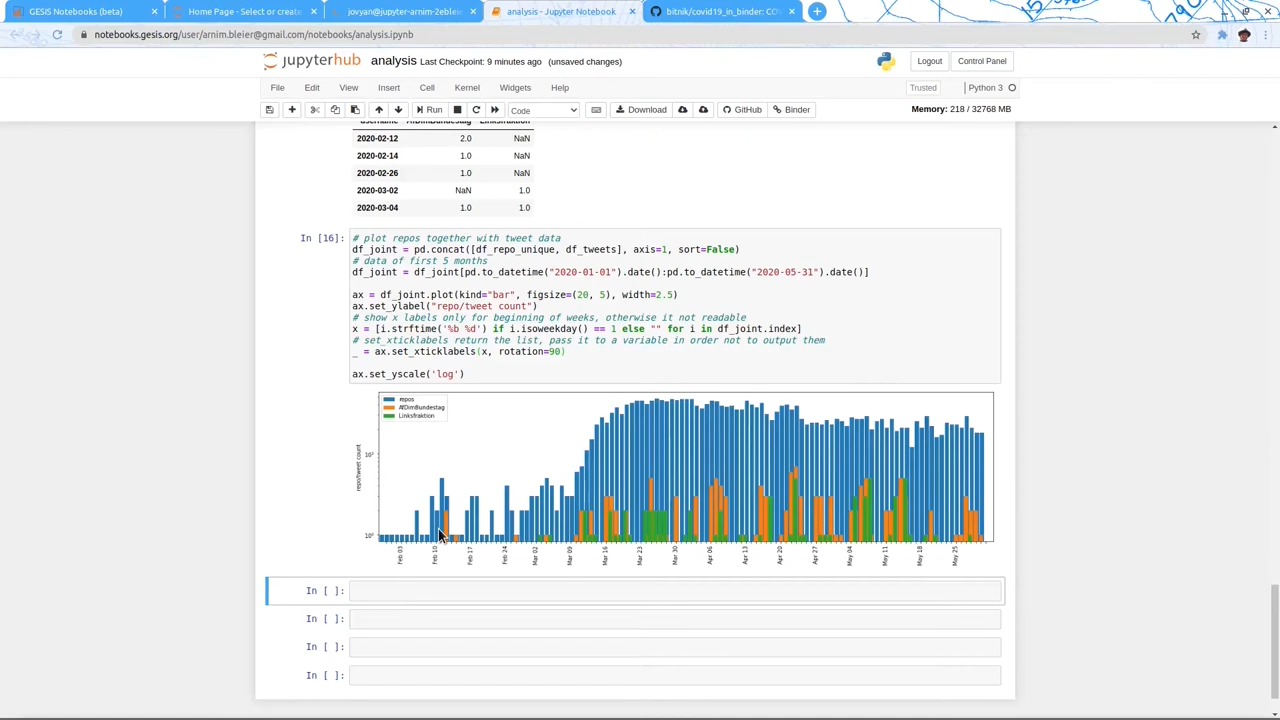 GESIS Notebooks (beta)
Home Page - Select or create
jovyan@jupyter-arnim-2eblei
analysis - Jupyter Notebook
bitnik/covid19_in_binder: CO
notebooks.gesis.org/user/arnim.bleier@gmail.com/notebooks/analysis.ipynb
jupyterhub analysis Last Checkpoint: 9 minutes ago (unsaved changes) Logout Control Panel
File Edit View Insert Cell Kernel Widgets Help Trusted Python 3
Run Code Download GitHub Binder Memory: 218 / 32768 MB
username AfDimBundestag Linksfraktion
2020-02-12 2.0 NaN
2020-02-14 1.0 NaN
2020-02-26 1.0 NaN
2020-03-02 NaN 1.0
2020-03-04 1.0 1.0
In [16]: # plot repos together with tweet data
df_joint = pd.concat([df_repo_unique, df_tweets], axis=1, sort=False)
# data of first 5 months
df_joint = df_joint[pd.to_datetime("2020-01-01").date():pd.to_datetime("2020-05-31").date()]
ax = df_joint.plot(kind="bar", figsize=(20, 5), width=2.5)
ax.set_ylabel("repo/tweet count")
# show x labels only for beginning of weeks, otherwise it not readable
x = [i.strftime('%b %d') if i.isoweekday() == 1 else "" for i in df_joint.index]
# set_xticklabels return the list, pass it to a variable in order not to output them
_ = ax.set_xticklabels(x, rotation=90)
ax.set_yscale('log')
repos
AfDimBundestag
Linksfraktion
repo/tweet count
10¹
10⁰
Feb 03 Feb 10 Feb 17 Feb 24 Mar 02 Mar 09 Mar 16 Mar 23 Mar 30 Apr 06 Apr 13 Apr 20 Apr 27 May 04 May 11 May 18 May 25
In [ ]:
In [ ]:
In [ ]:
In [ ]: